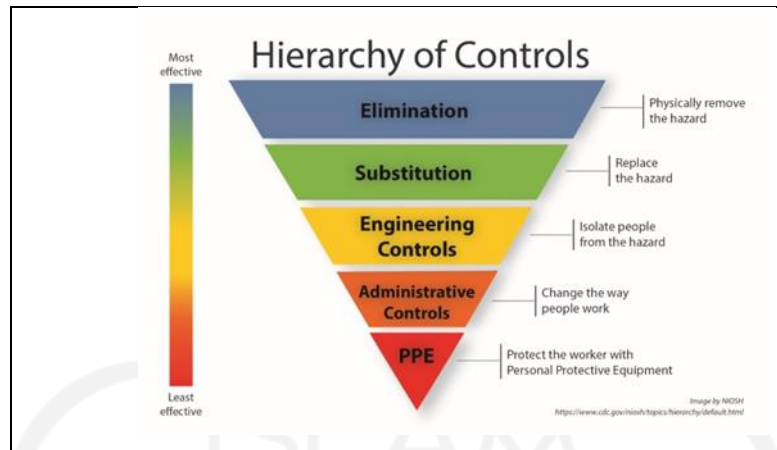 Hierarchy of Controls
Most
effective
Elimination
Physically remove
the hazard
Substitution
Replace
the hazard
Engineering
Controls
Isolate people
from the hazard
Administrative
Controls
Change the way
people work
PPE
Protect the worker with
Personal Protective Equipment
Least
effective
Image by NIOSH
https://www.cdc.gov/niosh/topics/hierarchy/default.html